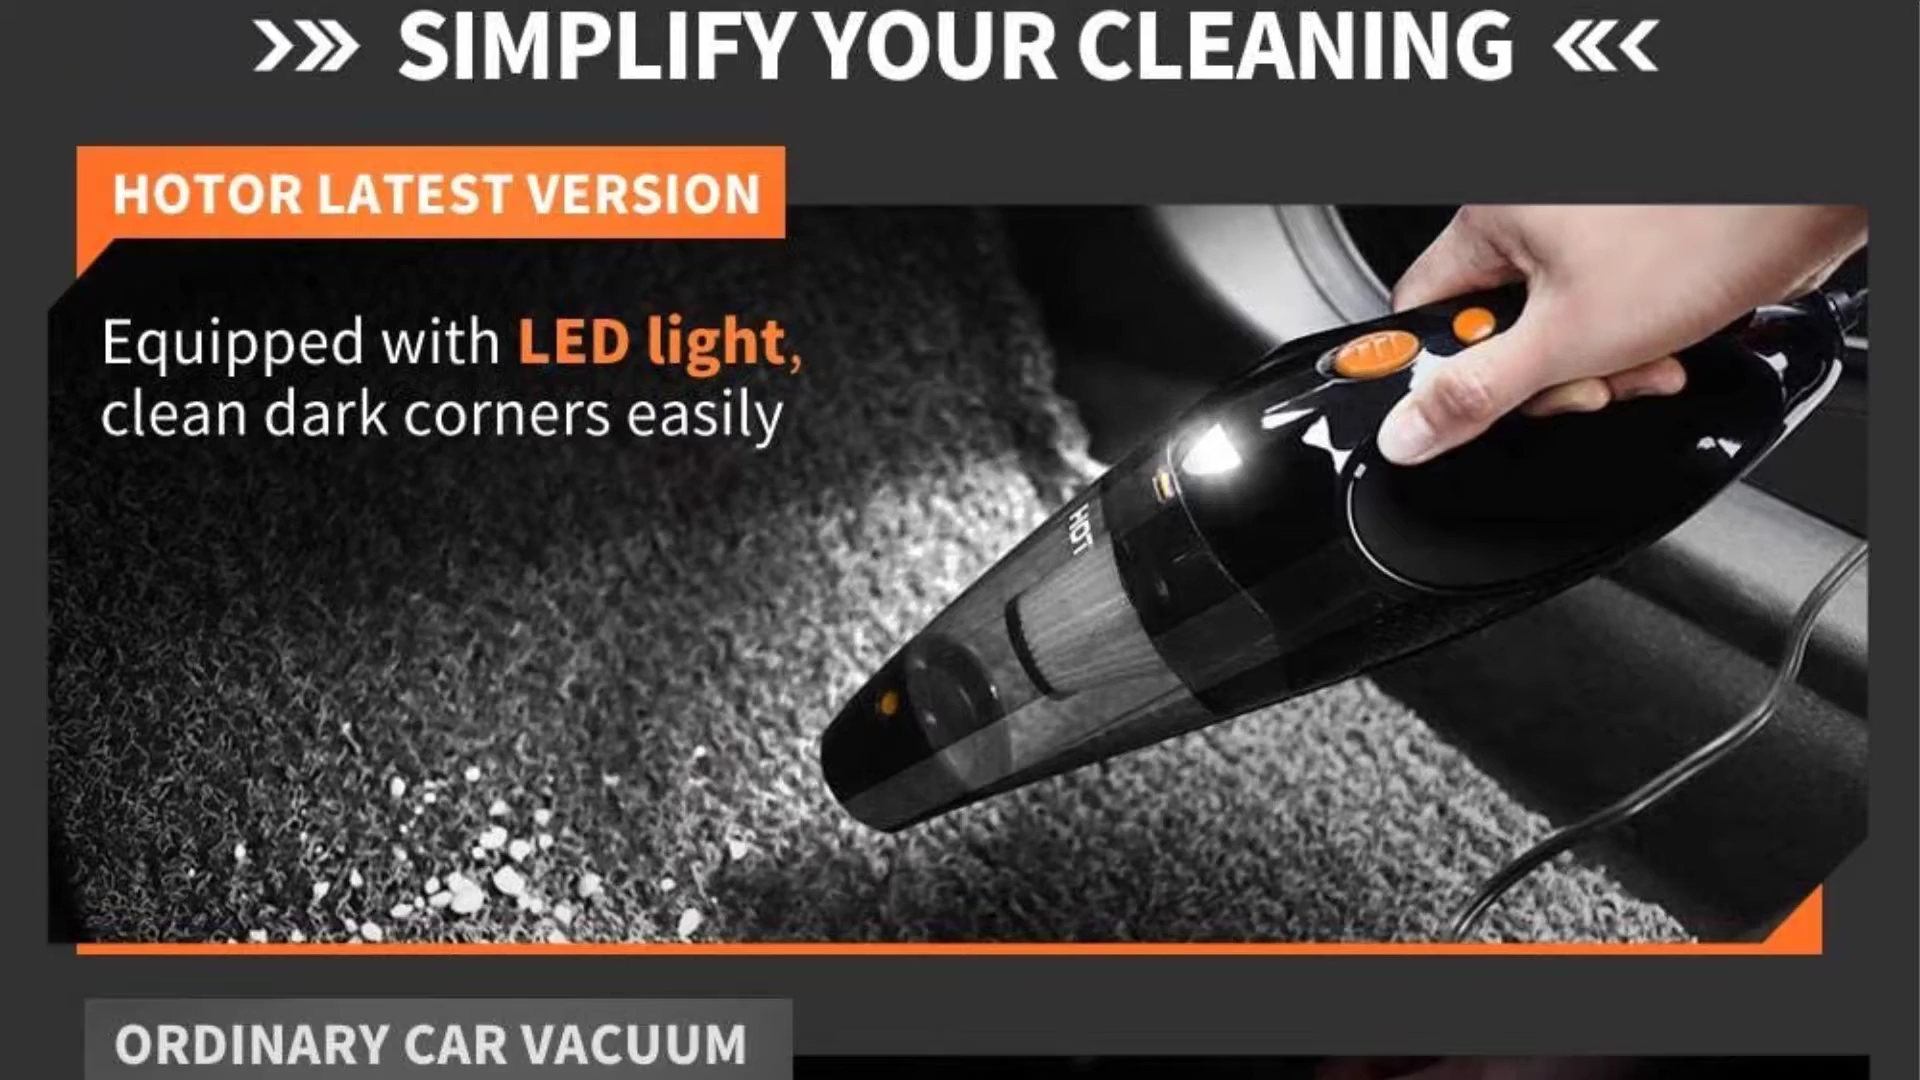 SIMPLIFY YOUR CLEANING
HOTOR LATEST VERSION
Equipped with LED light,
clean dark corners easily
HOT
ORDINARY CAR VACUUM